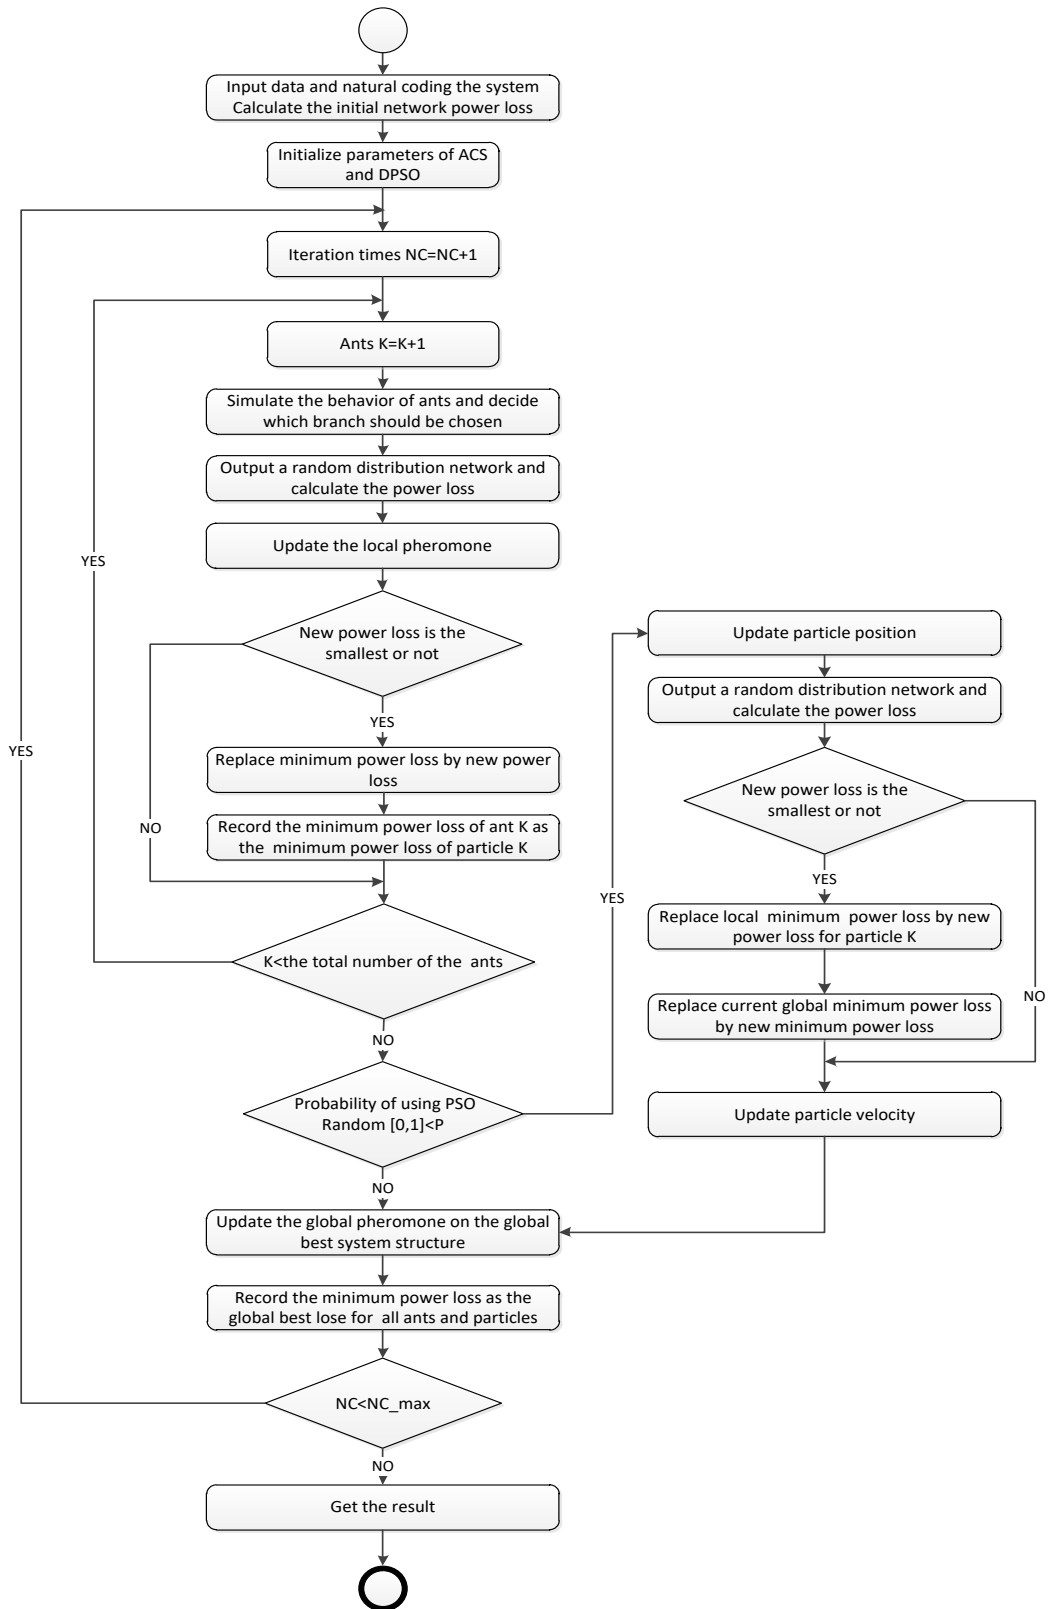 Input data and natural coding the system
Calculate the initial network power loss
Initialize parameters of ACS
and DPSO
Iteration times NC=NC+1
Ants K=K+1
Simulate the behavior of ants and decide
which branch should be chosen
Output a random distribution network and
calculate the power loss
Update the local pheromone
YES
New power loss is the
smallest or not
YES
YES
Replace minimum power loss by new power
loss
NO
Record the minimum power loss of ant K as
the minimum power loss of particle K
K<the total number of the ants
NO
Probability of using PSO
Random [0,1]<P
YES
Update particle position
Output a random distribution network and
calculate the power loss
New power loss is the
smallest or not
YES
Replace local minimum power loss by new
power loss for particle K
Replace current global minimum power loss
by new minimum power loss
NO
Update particle velocity
NO
Update the global pheromone on the global
best system structure
Record the minimum power loss as the
global best lose for all ants and particles
NC<NC_max
NO
Get the result